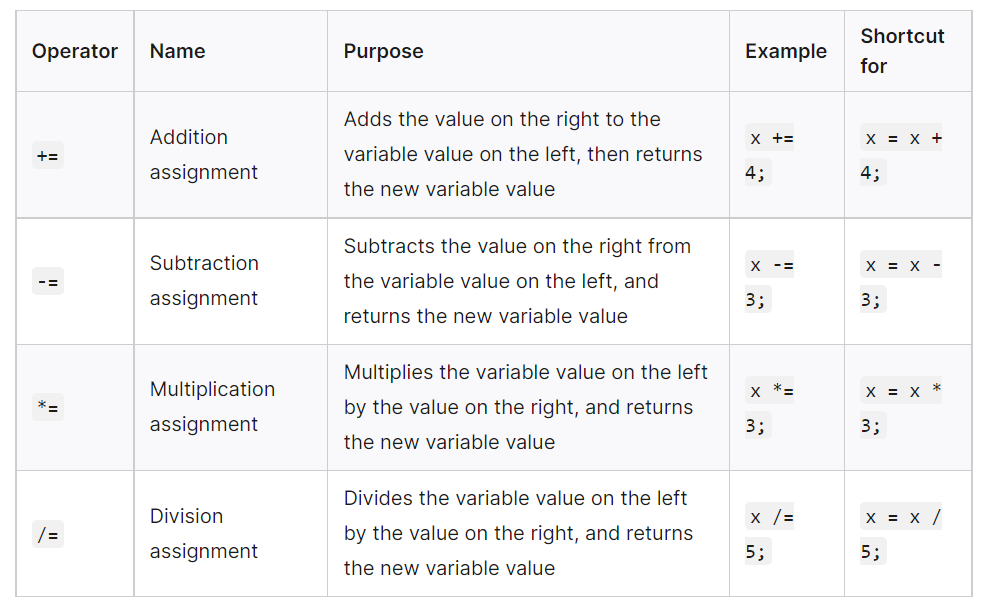 Operator Name Purpose Example Shortcut for
+= Addition assignment Adds the value on the right to the variable value on the left, then returns the new variable value x += 4; x = x + 4;
-= Subtraction assignment Subtracts the value on the right from the variable value on the left, and returns the new variable value x -= 3; x = x - 3;
*= Multiplication assignment Multiplies the variable value on the left by the value on the right, and returns the new variable value x *= 3; x = x * 3;
/= Division assignment Divides the variable value on the left by the value on the right, and returns the new variable value x /= 5; x = x / 5;